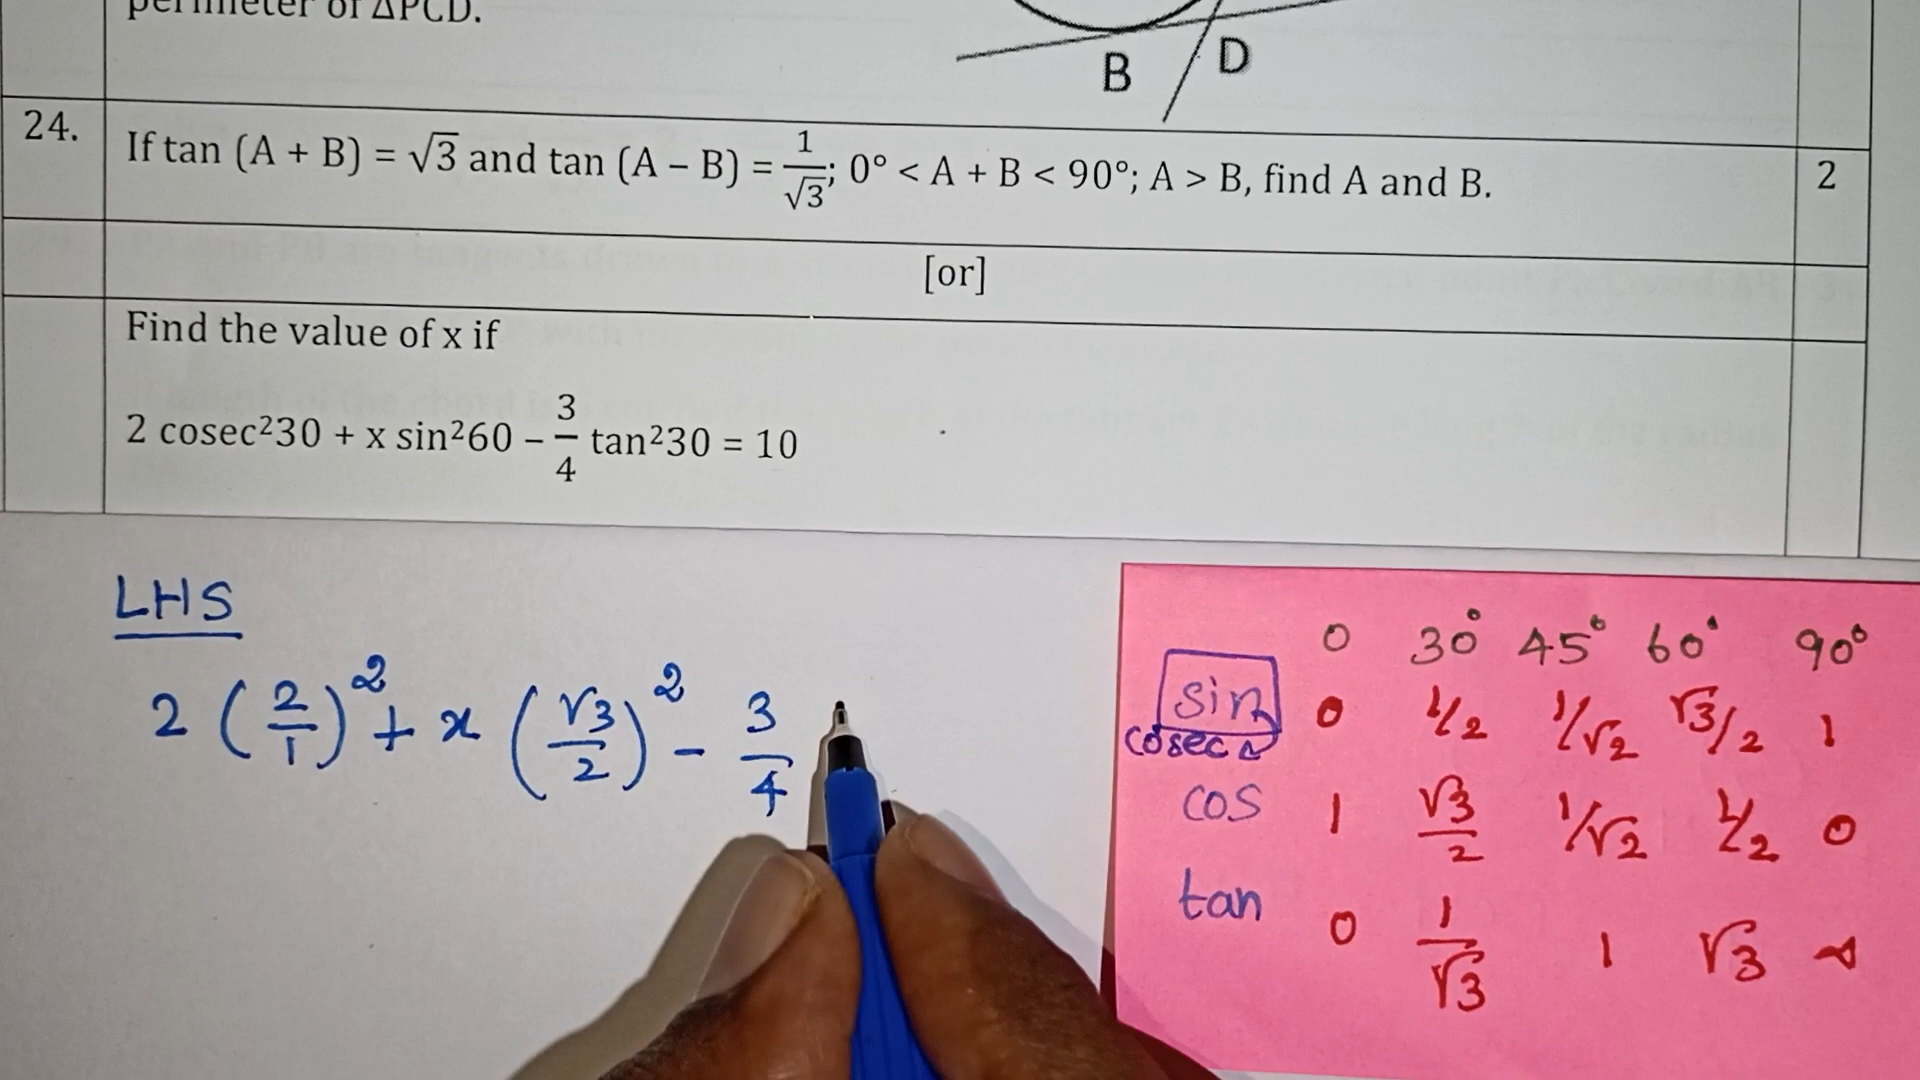 perimeter of ΔPCD.
B
D
24.
If tan (A + B) = √3 and tan (A – B) = 1/√3; 0° < A + B < 90°; A > B, find A and B.
2
[or]
Find the value of x if
2 cosec²30 + x sin²60 – 3/4 tan²30 = 10
LHS
2 (2/1)² + x (√3/2)² - 3/4
0 30° 45° 60° 90°
sin 0 1/2 1/√2 √3/2 1
cosec
cos 1 √3/2 1/√2 1/2 0
tan 0 1/√3 1 √3 ∝